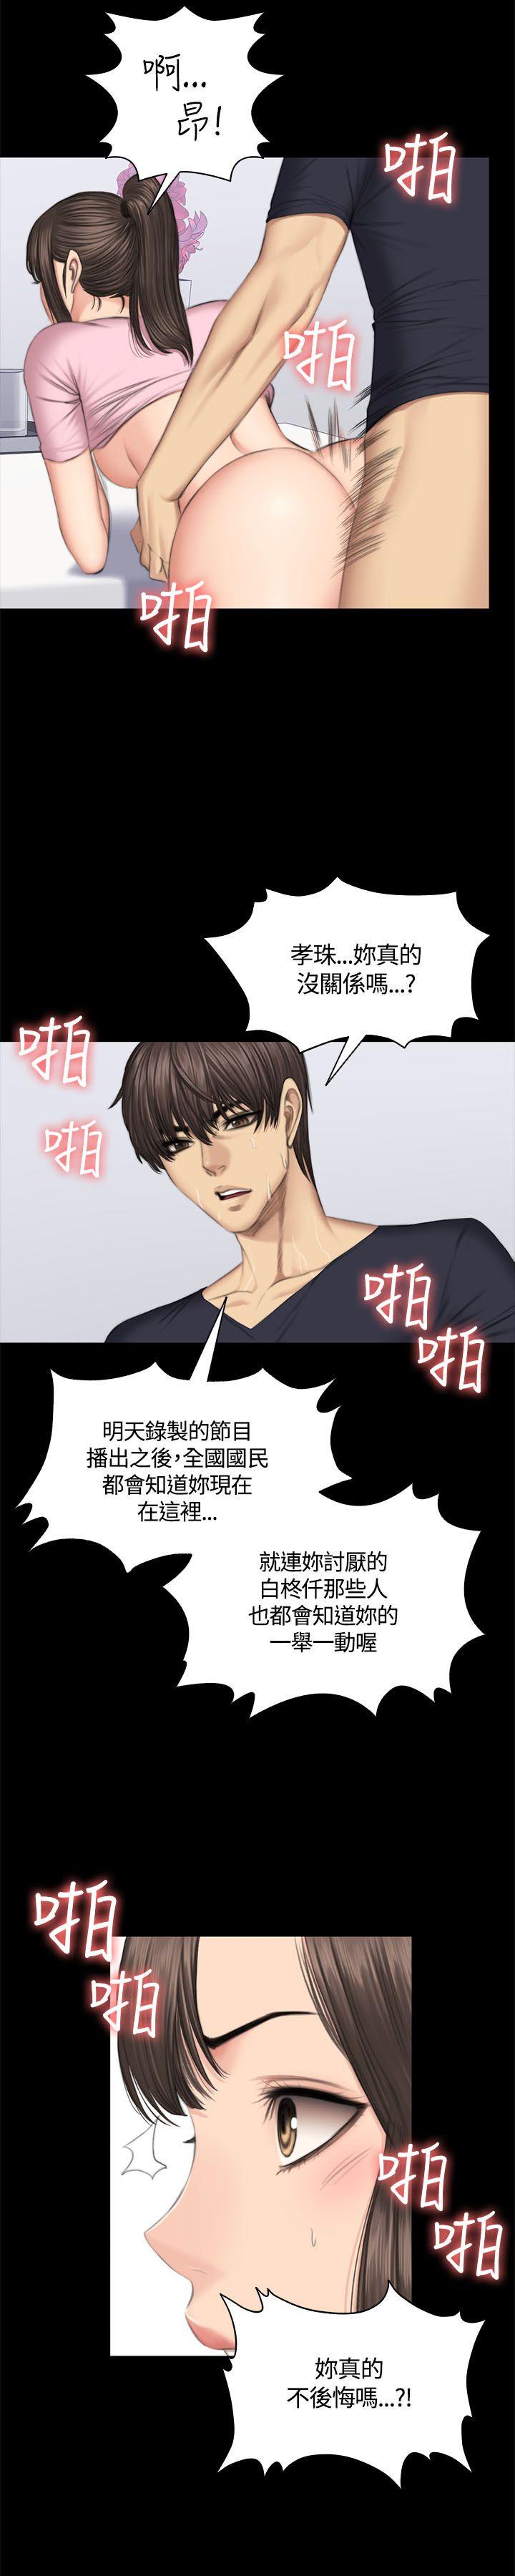 啊...
昂!
啪
啪
啪
孝珠...妳真的
沒關係嗎...?
啪
啪
啪
啪
明天錄製的節目
播出之後,全國國民
都會知道妳現在
在這裡...
就連妳討厭的
白柊仟那些人
也都會知道妳的
一舉一動喔
啪
啪
啪
啪
妳真的
不後悔嗎...?!